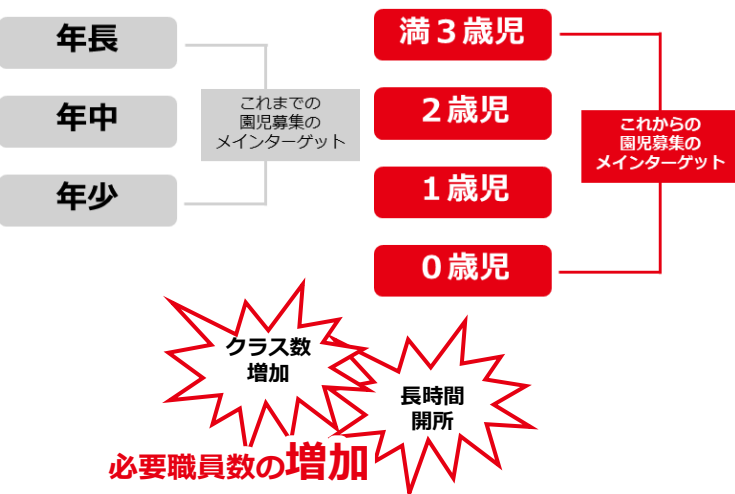 年長
年中
年少
これまでの
園児募集の
メインターゲット
満３歳児
２歳児
１歳児
０歳児
これからの
園児募集の
メインターゲット
クラス数
増加
長時間
開所
必要職員数の増加